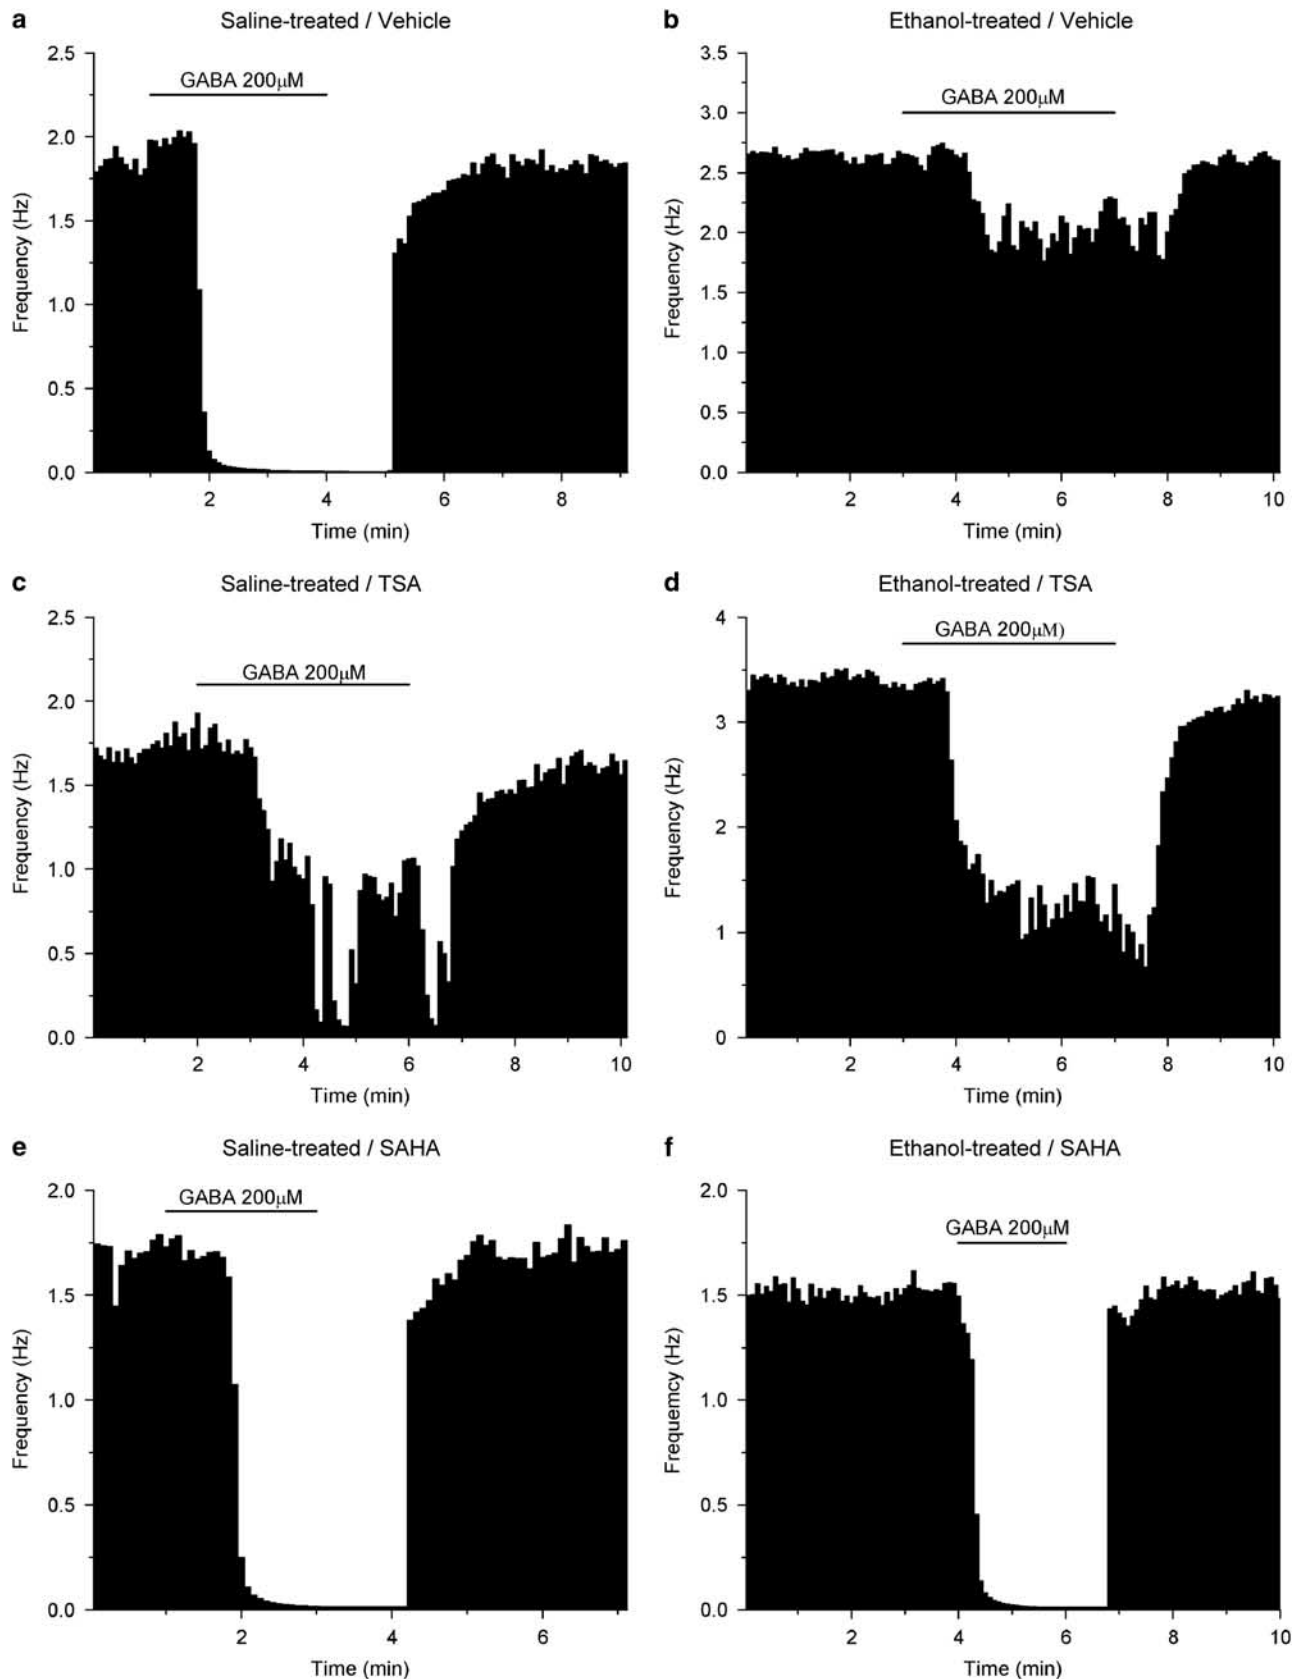 a Saline-treated / Vehicle
2.5
2.0
1.5
1.0
0.5
0.0
Frequency (Hz)
GABA 200µM
2 4 6 8
Time (min)
b Ethanol-treated / Vehicle
3.5
3.0
2.5
2.0
1.5
1.0
0.5
0.0
Frequency (Hz)
GABA 200µM
2 4 6 8 10
Time (min)
c Saline-treated / TSA
2.5
2.0
1.5
1.0
0.5
0.0
Frequency (Hz)
GABA 200µM
2 4 6 8 10
Time (min)
d Ethanol-treated / TSA
4
3
2
1
0
Frequency (Hz)
GABA 200µM)
2 4 6 8 10
Time (min)
e Saline-treated / SAHA
2.0
1.5
1.0
0.5
0.0
Frequency (Hz)
GABA 200µM
2 4 6
Time (min)
f Ethanol-treated / SAHA
2.0
1.5
1.0
0.5
0.0
Frequemcy (Hz)
GABA 200µM
2 4 6 8 10
Time (min)